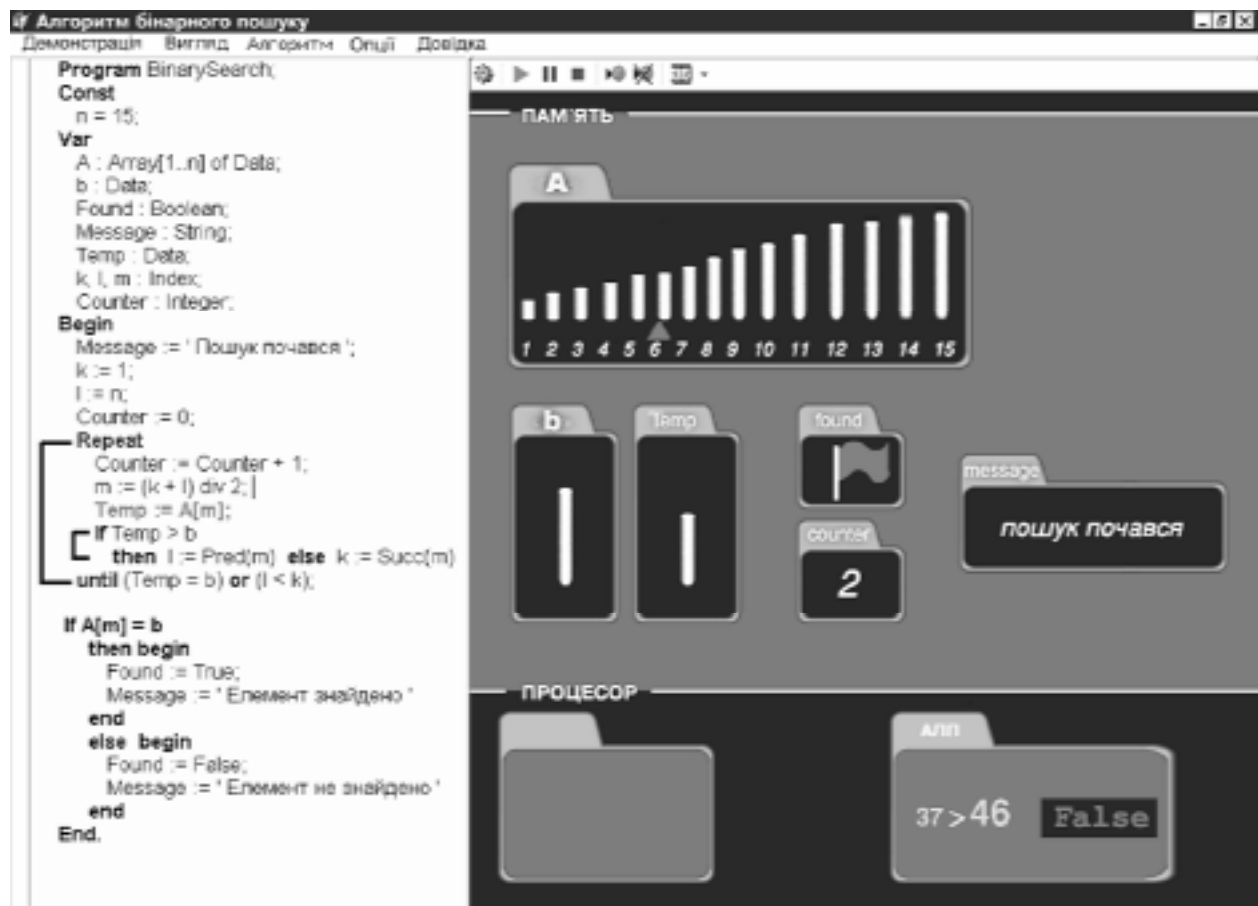 Алгоритм бінарного пошуку
Демонстрація Вигляд Алгоритм Опції Довідка
Program BinarySearch;
Const
n = 15;
Var
A : Array[1..n] of Data;
b : Data;
Found : Boolean;
Message : String;
Temp : Data;
k, l, m : Index;
Counter : Integer;
Begin
Message := ' Пошук почався ';
k := 1;
l := n;
Counter := 0;
Repeat
Counter := Counter + 1;
m := (k + l) div 2;
Temp := A[m];
If Temp > b
then l := Pred(m) else k := Succ(m)
until (Temp = b) or (l < k);
If A[m] = b
then begin
Found := True;
Message := ' Елемент знайдено '
end
else begin
Found := False;
Message := ' Елемент не знайдено '
end
End.
ПАМ'ЯТЬ
A
1 2 3 4 5 6 7 8 9 10 11 12 13 14 15
b
Temp
found
counter
2
message
пошук почався
ПРОЦЕСОР
АЛП
37 > 46 False